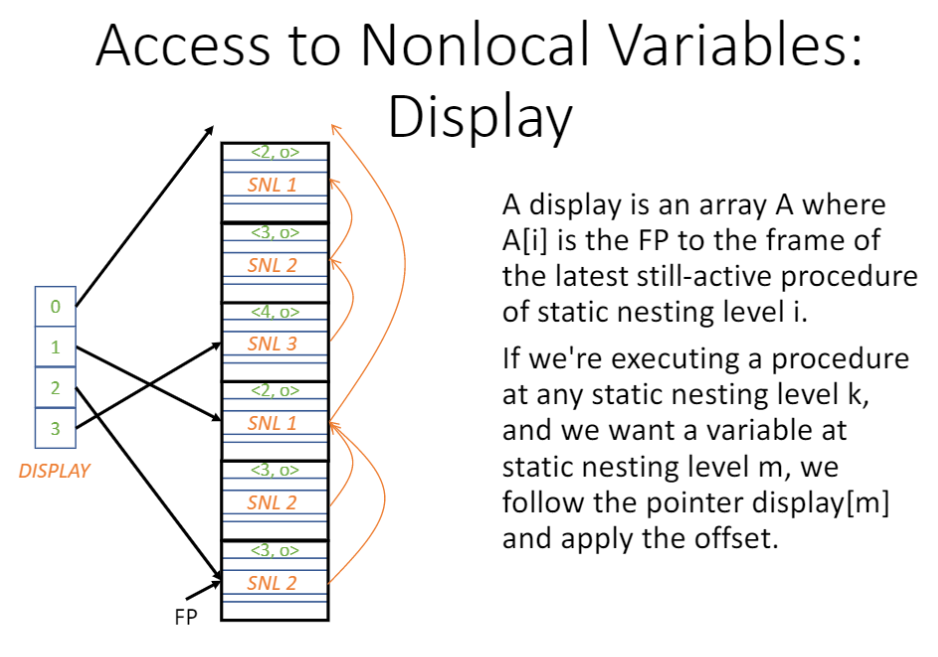 Access to Nonlocal Variables:
Display
<2, o>
SNL 1
<3, o>
SNL 2
<4, o>
SNL 3
<2, o>
SNL 1
<3, o>
SNL 2
<3, o>
SNL 2
FP
0
1
2
3
DISPLAY
A display is an array A where
A[i] is the FP to the frame of
the latest still-active procedure
of static nesting level i.
If we're executing a procedure
at any static nesting level k,
and we want a variable at
static nesting level m, we
follow the pointer display[m]
and apply the offset.